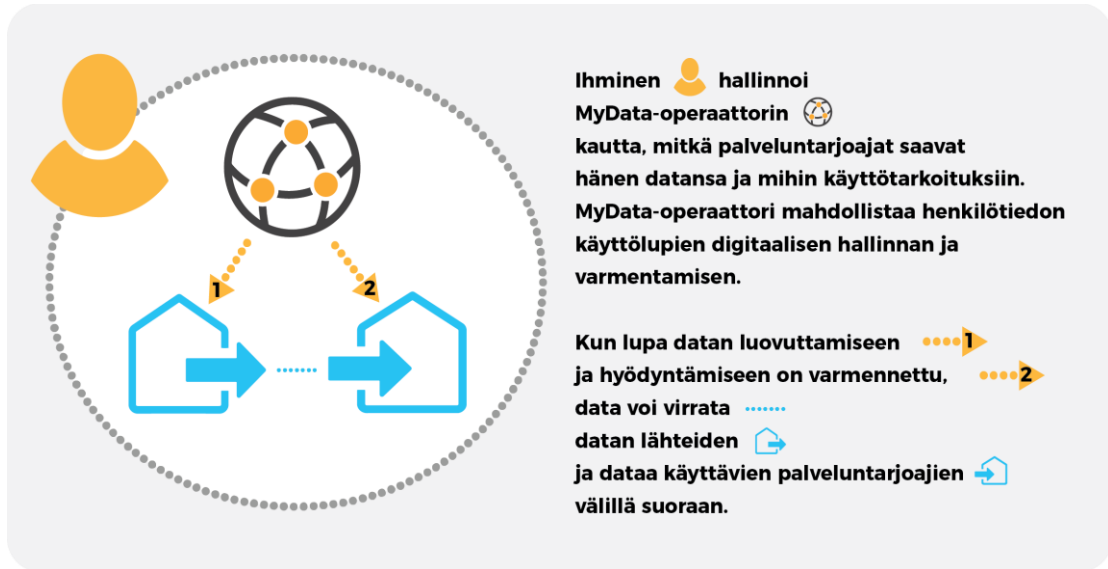 1
2
Ihminen hallinnoi
MyData-operaattorin
kautta, mitkä palveluntarjoajat saavat
hänen datansa ja mihin käyttötarkoituksiin.
MyData-operaattori mahdollistaa henkilötiedon
käyttölupien digitaalisen hallinnan ja
varmentamisen.
Kun lupa datan luovuttamiseen 1
ja hyödyntämiseen on varmennettu, 2
data voi virrata
datan lähteiden
ja dataa käyttävien palveluntarjoajien
välillä suoraan.